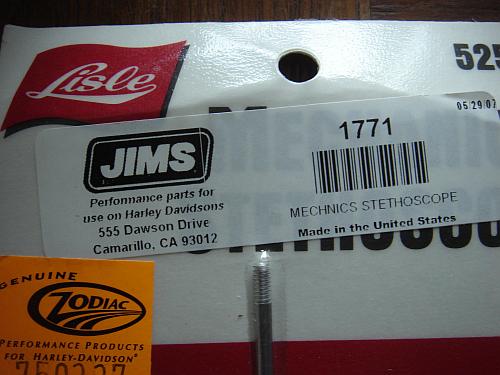 Lisle
525
05/29/07
JIMS
1771
Performance parts for
use on Harley Davidsons
555 Dawson Drive
Camarillo, CA 93012
MECHNICS STETHOSCOPE
Made in the United States
GENUINE
ZODIAC
PERFORMANCE PRODUCTS
FOR HARLEY-DAVIDSON®